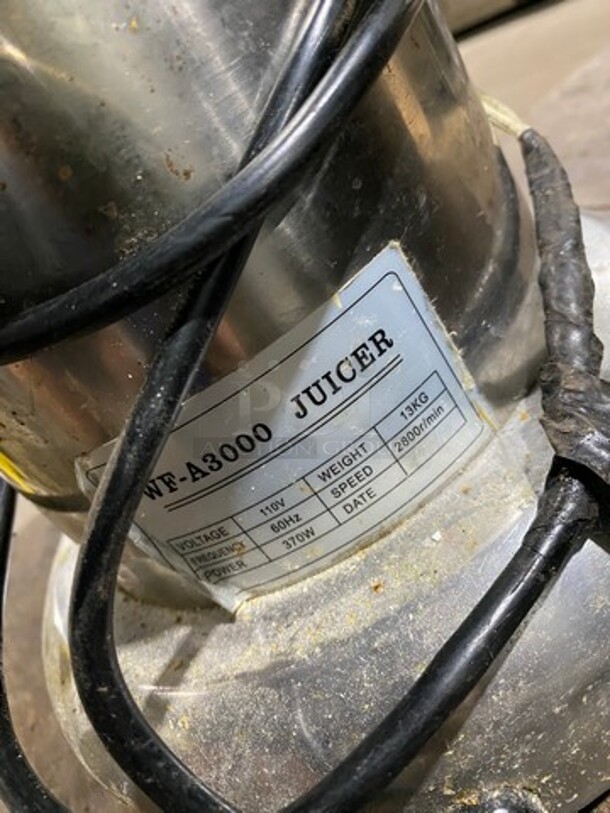 WF-A3000 JUICER
VOLTAGE 110V WEIGHT 13KG
FREQUENCY 60Hz SPEED 2800r/min
POWER 370W DATE